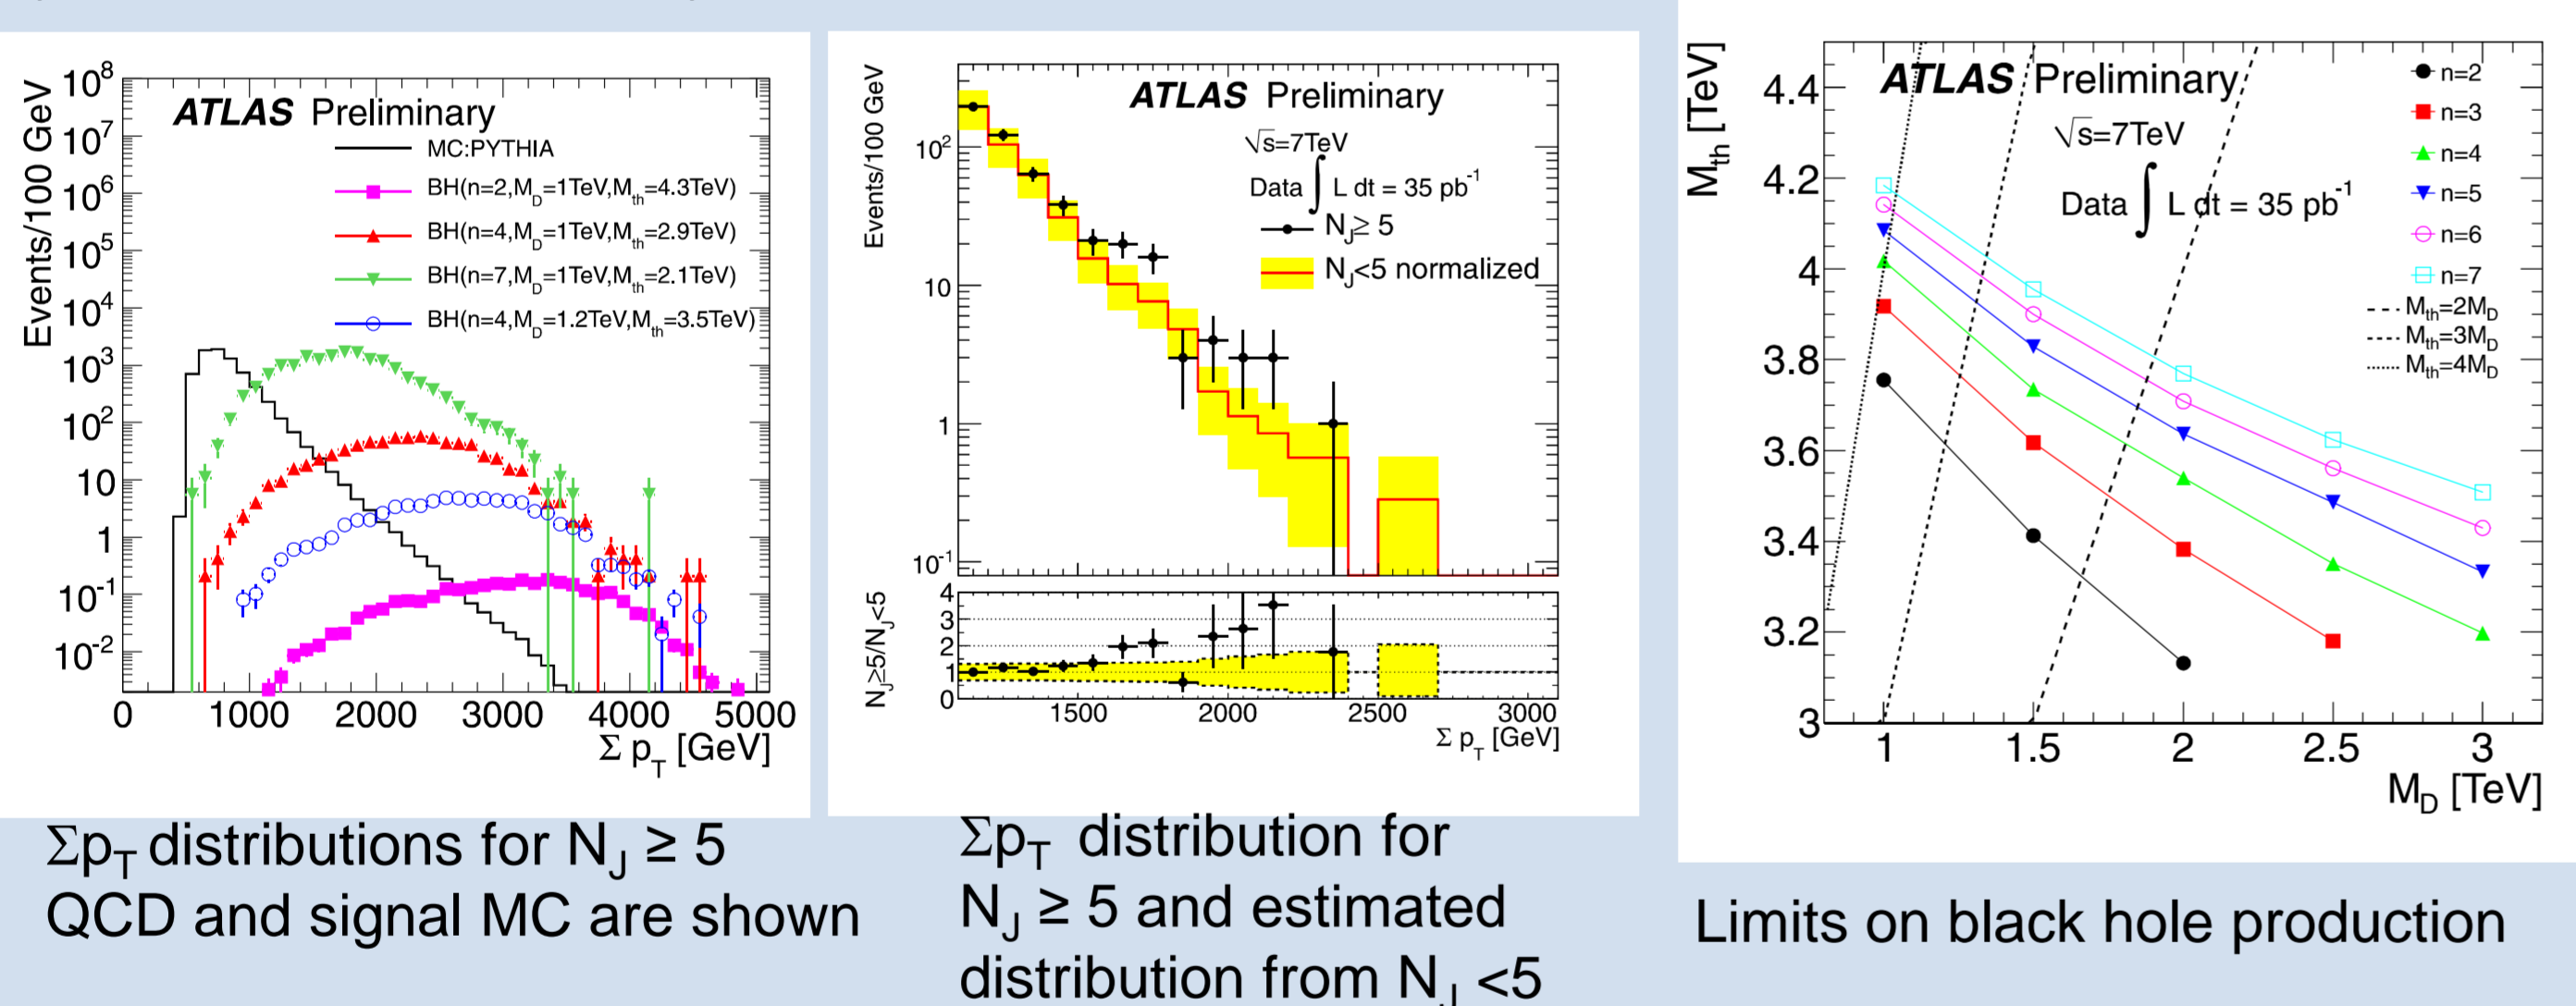 ATLAS Preliminary
MC:PYTHIA
BH(n=2,M_D=1TeV,M_th=4.3TeV)
BH(n=4,M_D=1TeV,M_th=2.9TeV)
BH(n=7,M_D=1TeV,M_th=2.1TeV)
BH(n=4,M_D=1.2TeV,M_th=3.5TeV)
Events/100 GeV
10^8
10^7
10^6
10^5
10^4
10^3
10^2
10
1
10^-1
10^-2
0 1000 2000 3000 4000 5000
Σ p_T [GeV]
Σp_T distributions for N_J ≥ 5
QCD and signal MC are shown
ATLAS Preliminary
√s=7TeV
Data ∫ L dt = 35 pb^-1
N_J≥ 5
N_J<5 normalized
Events/100 GeV
10^2
10
1
10^-1
N_J≥5/N_J<5
4
3
2
1
0
1500 2000 2500 3000
Σ p_T [GeV]
Σp_T distribution for
N_J ≥ 5 and estimated
distribution from N_J <5
ATLAS Preliminary
√s=7TeV
Data ∫ L dt = 35 pb^-1
n=2
n=3
n=4
n=5
n=6
n=7
M_th=2M_D
M_th=3M_D
M_th=4M_D
M_th [TeV]
4.4
4.2
4
3.8
3.6
3.4
3.2
3
1 1.5 2 2.5 3
M_D [TeV]
Limits on black hole production